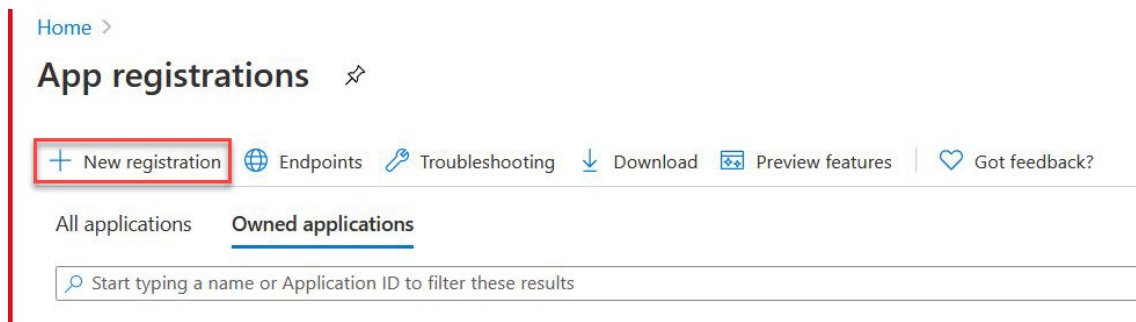 Home >
App registrations
New registration Endpoints Troubleshooting Download Preview features Got feedback?
All applications Owned applications
Start typing a name or Application ID to filter these results